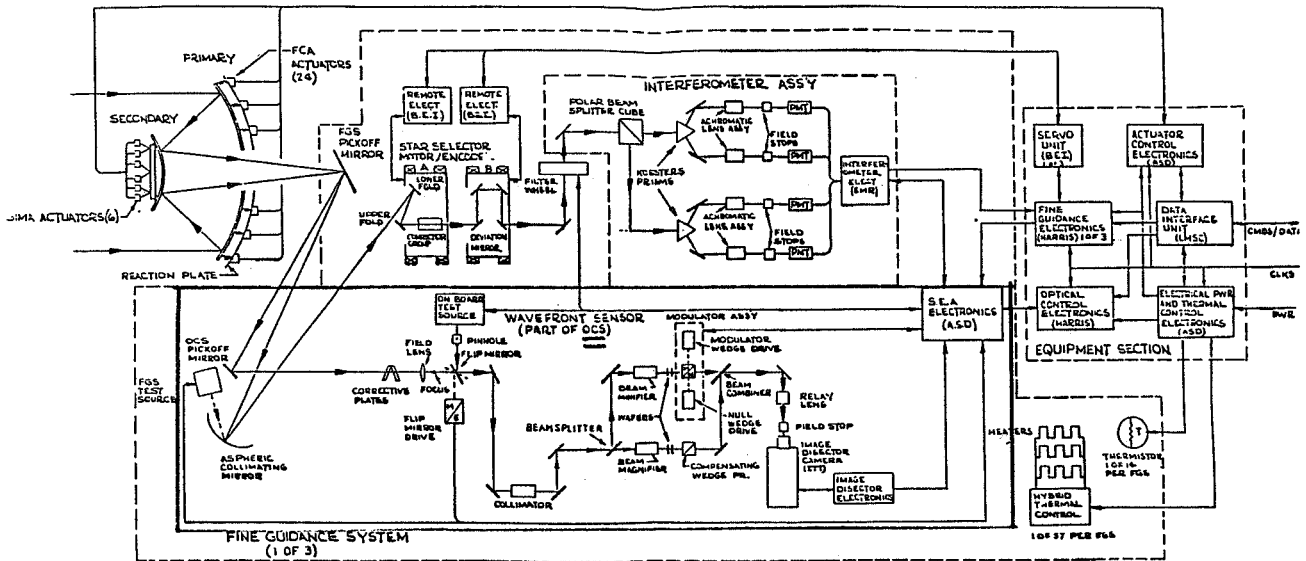 PRIMARY
FCA
ACTUATORS
(24)
SECONDARY
FGS
PICKOFF
MIRROR
ACTUATORS(6)
REACTION PLATE
REMOTE
ELECT
(B.E.I)
REMOTE
ELECT
STAR SELECTOR
A
B
LOWER
FOLD
UPPER
FOLD
CORRECTOR
GROUP
DEVIATION
MIRROR
FILTER
WHEEL
INTERFEROMETER ASS'Y
POLAR BEAM
SPLITTER CUBE
ACHROMATIC
LENS ASSY
FIELD
STOPS
PMT
PMT
KOESTERS
PRISMS
ACHROMATIC
LENS ASSY
FIELD
STOPS
PMT
PMT
INTERFER-
OMETER
ELECT
(EMR)
SERVO
UNIT
(BEI)
ACTUATOR
CONTROL
ELECTRONICS
(ASD)
FINE
GUIDANCE
ELECTRONICS
(HARRIS) 1 OF 3
DATA
INTERFACE
UNIT
(LMSC)
OPTICAL
CONTROL
ELECTRONICS
(HARRIS)
ELECTRICAL PWR
AND THERMAL
CONTROL
ELECTRONICS
(ASD)
EQUIPMENT SECTION
CLKS
PWR
ON BOARD
TEST
SOURCE
WAVEFRONT SENSOR
(PART OF OCS)
PINHOLE
FLIP MIRROR
FIELD
LENS
FOCUS
CORRECTIVE
PLATES
FLIP
MIRROR
DRIVE
OCS
PICKOFF
MIRROR
FGS
TEST
SOURCE
ASPHERIC
COLLIMATING
MIRROR
MODULATOR ASSY
MODULATOR
WEDGE DRIVE
BEAM
COMBINER
NULL
WEDGE
DRIVE
WAFERS
BEAMSPLITTER
BEAM
MAGNIFIER
COMPENSATING
WEDGE PR.
COLLIMATOR
RELAY
LENS
FIELD STOP
IMAGE
DISECTOR
CAMERA
(ITT)
IMAGE
DISECTOR
ELECTRONICS
S.E.A
ELECTRONICS
(A.S.D)
HEATERS
T
THERMISTOR
1 OF 16
PER FGS
HYBRID
THERMAL
CONTROL
1 OF 37 PER FGS
FINE GUIDANCE SYSTEM
(1 OF 3)